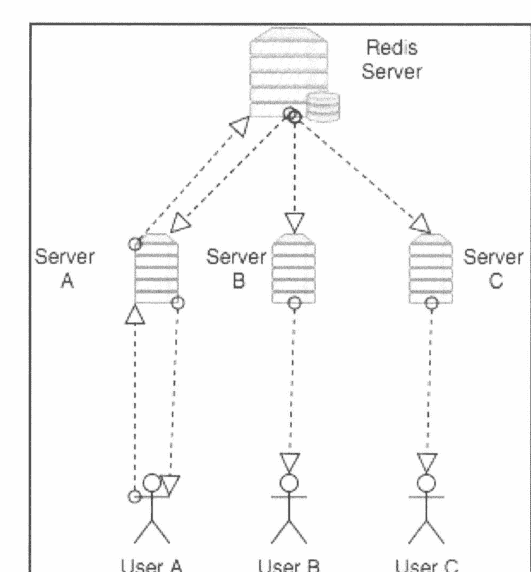 Redis
Server
Server
A
Server
B
Server
C
User A
User B
User C